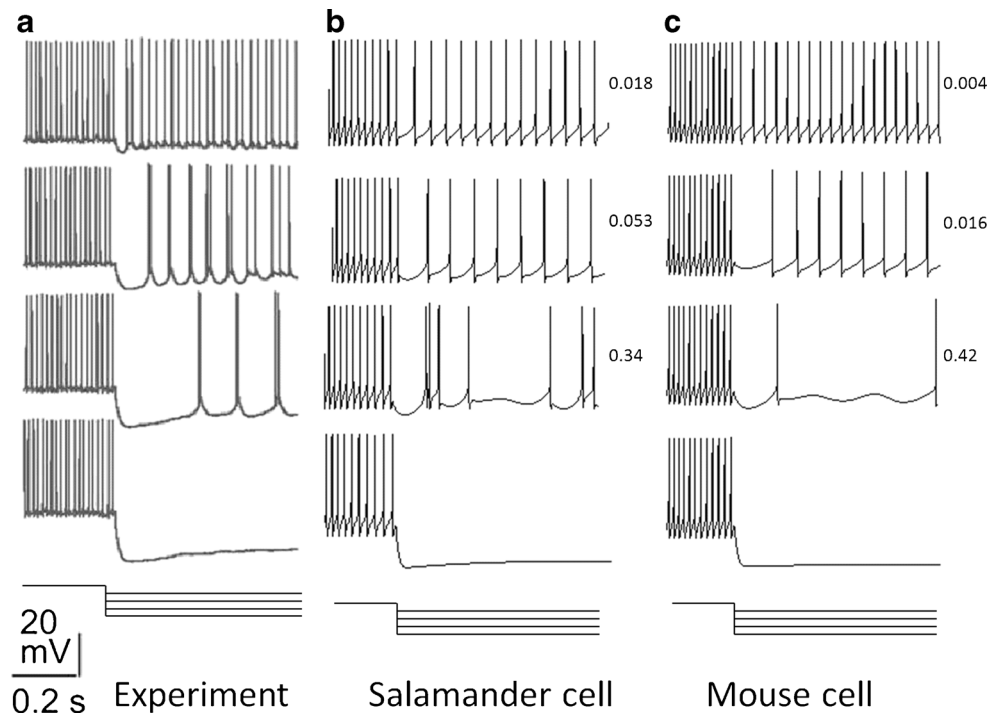 a
b
c
0.018
0.004
0.053
0.016
0.34
0.42
20
mV
0.2 s
Experiment
Salamander cell
Mouse cell